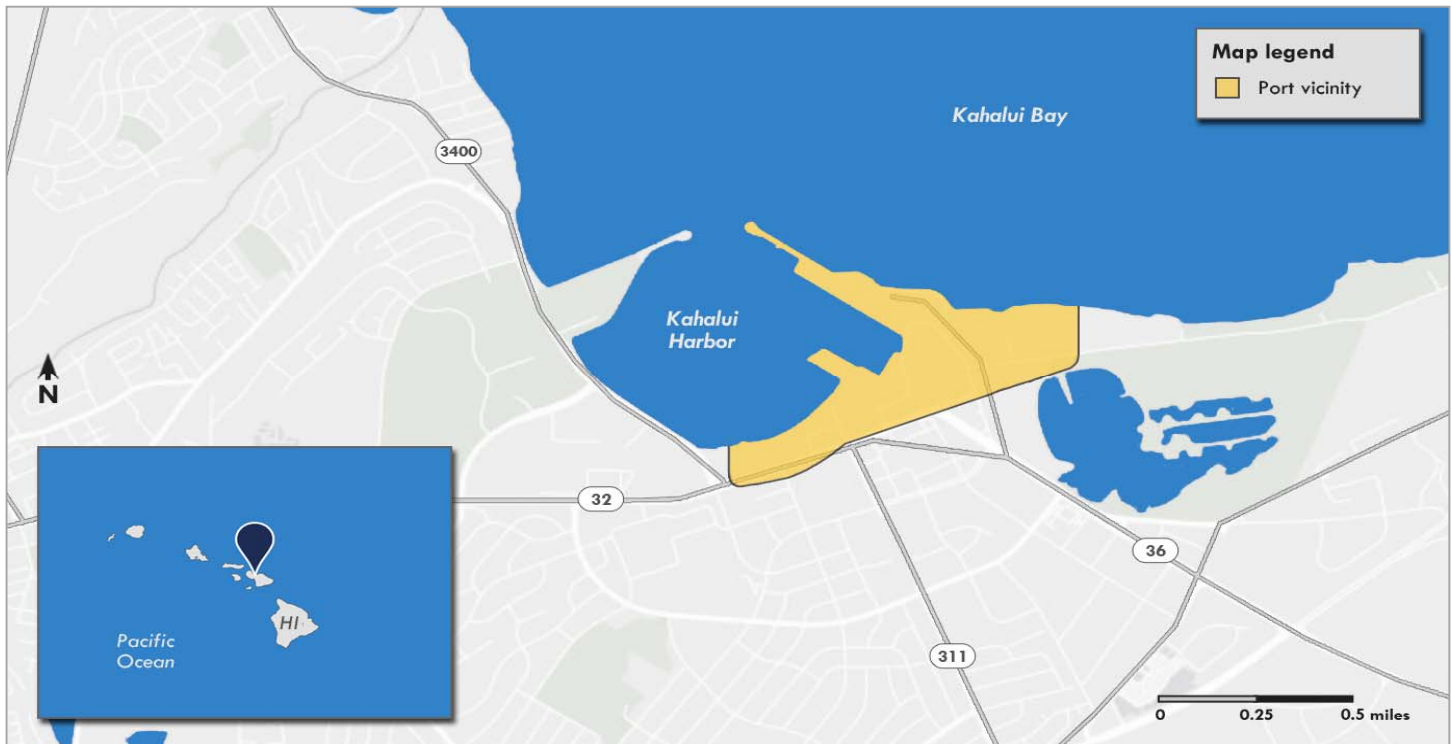 Map legend
Port vicinity
Kahalui Bay
3400
Kahalui
Harbor
N
32
36
HI
Pacific
Ocean
311
0
0.25
0.5 miles